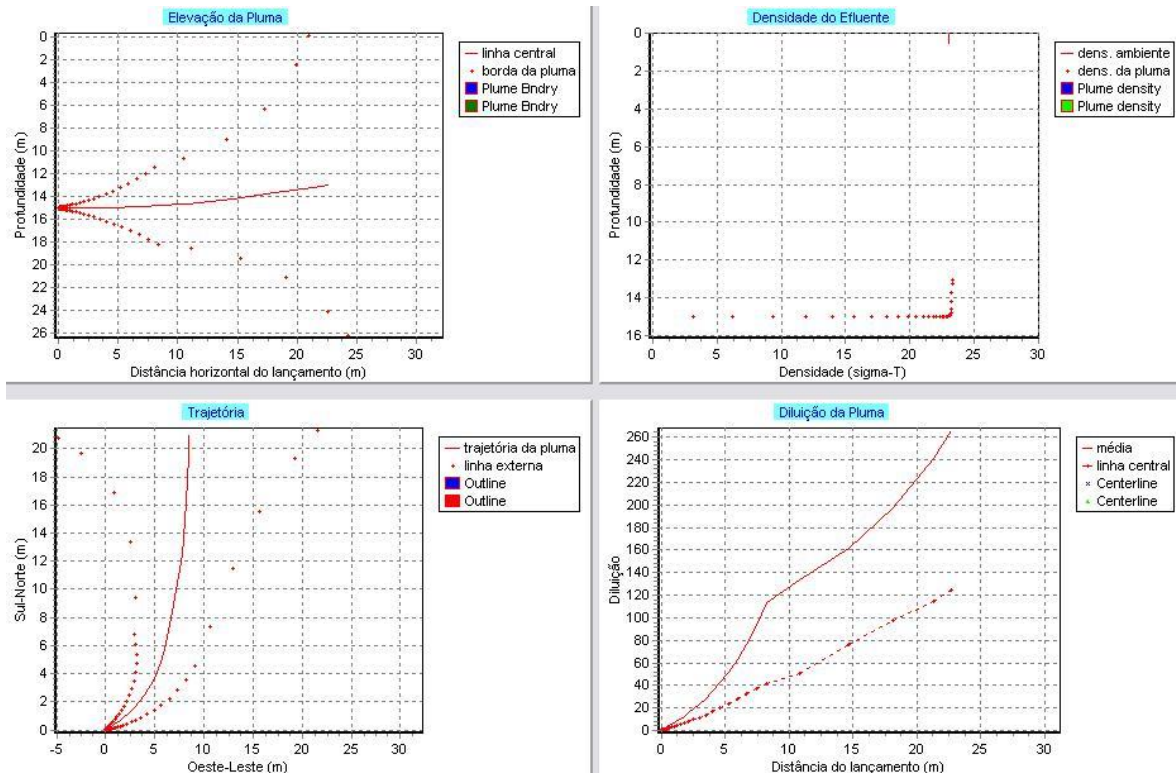 Elevação da Pluma
0
2
4
6
8
10
12
14
16
18
20
22
24
26
Profundidade (m)
0
5
10
15
20
25
30
Distância horizontal do lançamento (m)
linha central
borda da pluma
Plume Bndry
Plume Bndry
Densidade do Efluente
0
2
4
6
8
10
12
14
16
Profundidade (m)
0
5
10
15
20
25
30
Densidade (sigma-T)
dens. ambiente
dens. da pluma
Plume density
Plume density
Trajetória
20
18
16
14
12
10
8
6
4
2
0
Sul-Norte (m)
-5
0
5
10
15
20
25
30
Oeste-Leste (m)
trajetória da pluma
linha externa
Outline
Outline
Diluição da Pluma
260
240
220
200
180
160
140
120
100
80
60
40
20
0
Diluição
0
5
10
15
20
25
30
Distância do lançamento (m)
média
linha central
Centerline
Centerline